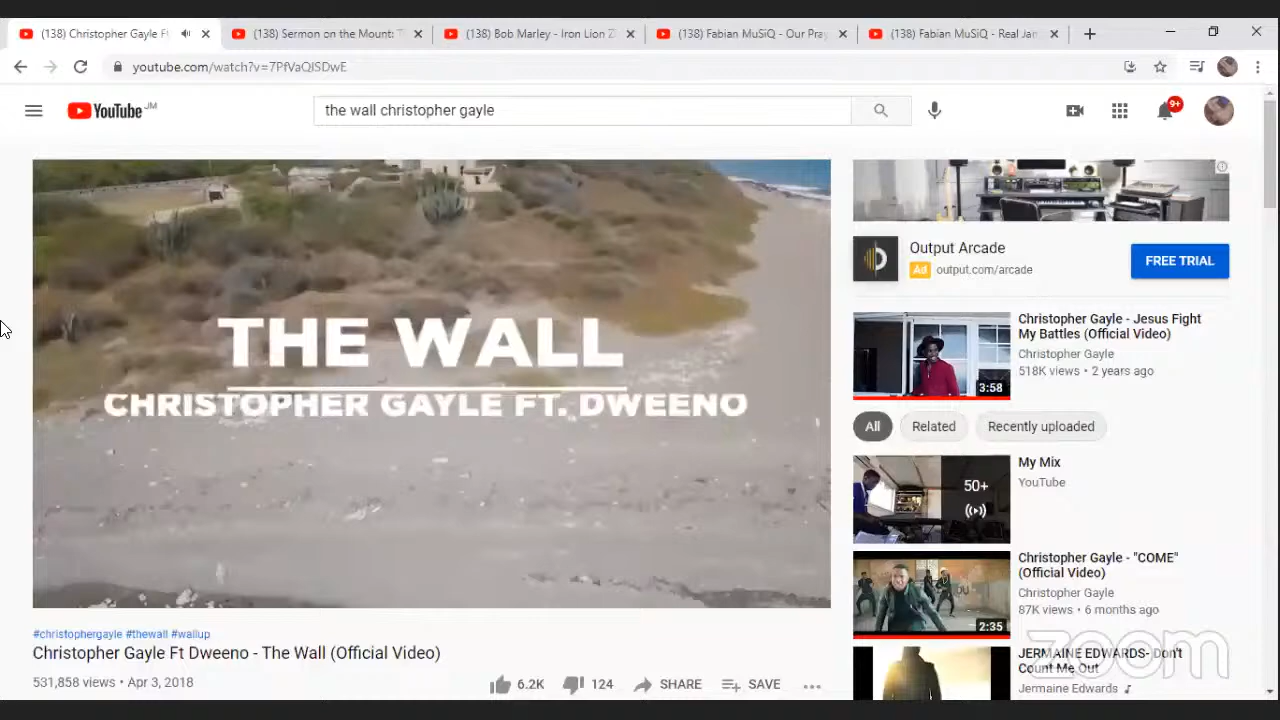 (138) Christopher Gayle Ft
(138) Sermon on the Mount: T
(138) Bob Marley - Iron Lion Z
(138) Fabian MuSiQ - Our Pray
(138) Fabian MuSiQ - Real Jam
youtube.com/watch?v=7PfVaQJSDwE
YouTube JM
the wall christopher gayle
9+
THE WALL
CHRISTOPHER GAYLE FT. DWEENO
#christophergayle #thewall #wallup
Christopher Gayle Ft Dweeno - The Wall (Official Video)
531,858 views • Apr 3, 2018
6.2K
124
SHARE
SAVE
Output Arcade
Ad output.com/arcade
FREE TRIAL
3:58
Christopher Gayle - Jesus Fight
My Battles (Official Video)
Christopher Gayle
518K views • 2 years ago
All
Related
Recently uploaded
50+
My Mix
YouTube
2:35
Christopher Gayle - "COME"
(Official Video)
Christopher Gayle
87K views • 6 months ago
JERMAINE EDWARDS- Don't
Count Me Out
Jermaine Edwards
zoom